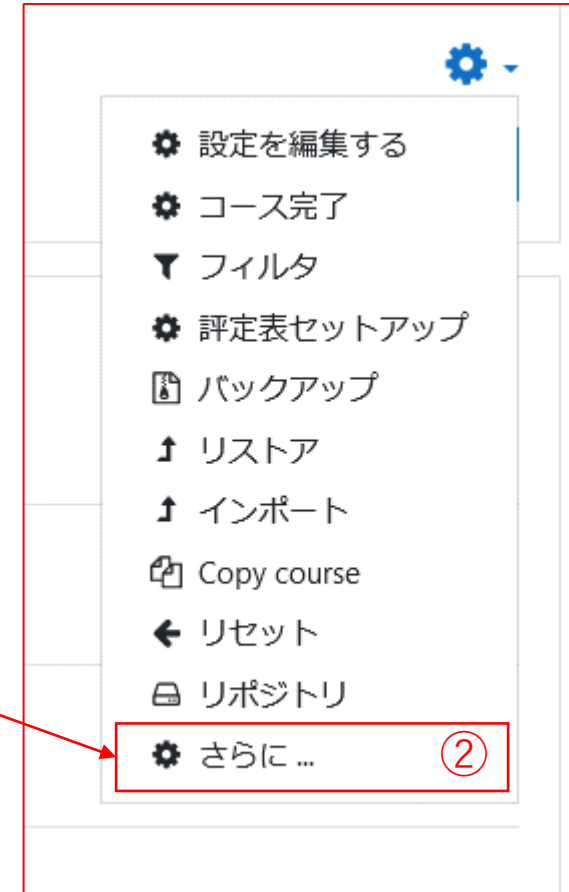 設定を編集する
コース完了
フィルタ
評定表セットアップ
バックアップ
リストア
インポート
Copy course
リセット
リポジトリ
さらに ... ②